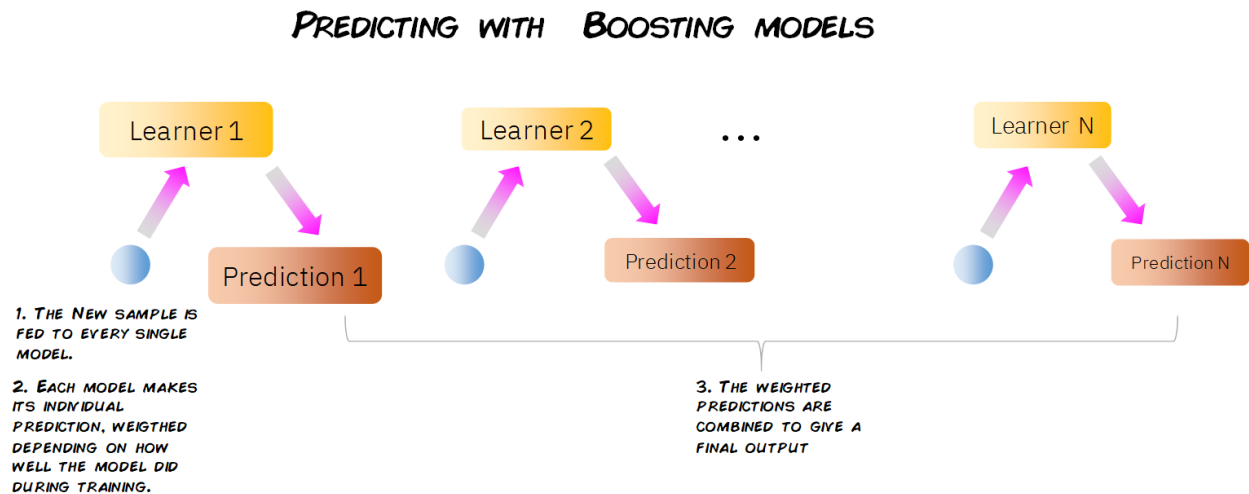 Predicting with Boosting models
Learner 1
Learner 2
...
Learner N
Prediction 1
Prediction 2
Prediction N
1. The New sample is
fed to every single
model.
2. Each model makes
its individual
prediction, weigthed
depending on how
well the model did
during training.
3. The weighted
predictions are
combined to give a
final output